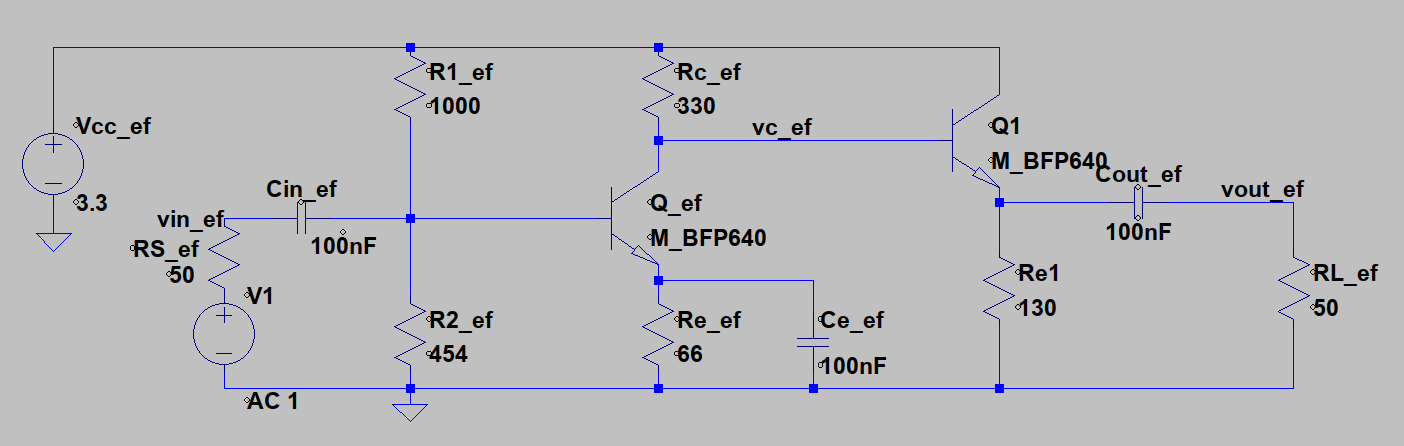 R1_ef
1000
Rc_ef
330
Vcc_ef
3.3
vc_ef
Q1
M_BFP640
Cout_ef
100nF
vout_ef
Cin_ef
100nF
vin_ef
RS_ef
50
V1
AC 1
Q_ef
M_BFP640
R2_ef
454
Re_ef
66
Ce_ef
100nF
Re1
130
RL_ef
50